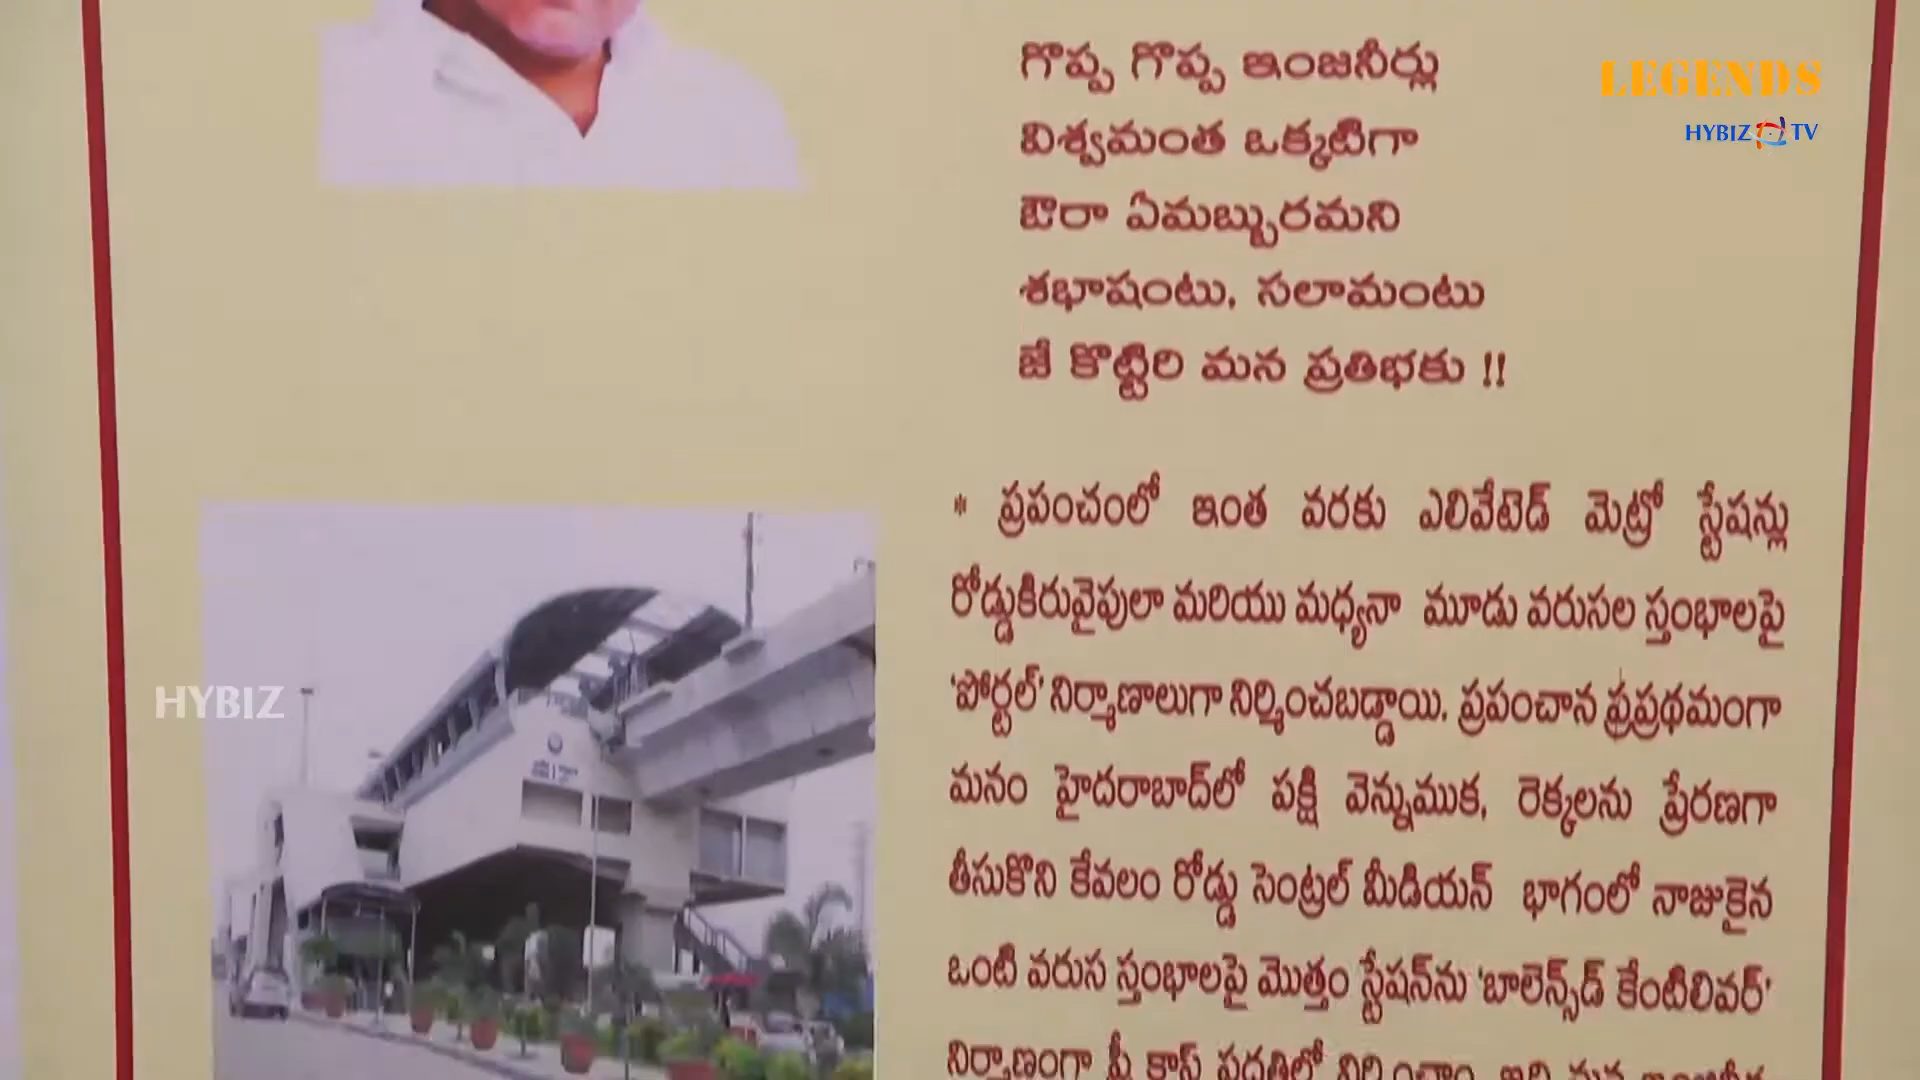 గొప్ప గొప్ప ఇంజనీర్లు
విశ్వమంత ఒక్కటిగా
ఔరా ఏమబ్బురమని
శభాషంటు, సలామంటు
జే కొట్టిరి మన ప్రతిభకు !!
LEGENDS
HYBIZ TV
* ప్రపంచంలో ఇంత వరకు ఎలివేటెడ్ మెట్రో స్టేషన్లు
రోడ్డుకిరువైపులా మరియు మధ్యనా మూడు వరుసల స్తంభాలపై
'పోర్టల్' నిర్మాణాలుగా నిర్మించబడ్డాయి. ప్రపంచాన ప్రప్రథమంగా
మనం హైదరాబాద్‌లో పక్షి వెన్నుముక, రెక్కలను ప్రేరణగా
తీసుకొని కేవలం రోడ్డు సెంట్రల్ మీడియన్ భాగంలో నాజుకైన
ఒంటి వరుస స్తంభాలపై మొత్తం స్టేషన్‌ను 'బాలెన్స్‌డ్ కేంటిలివర్'
HYBIZ